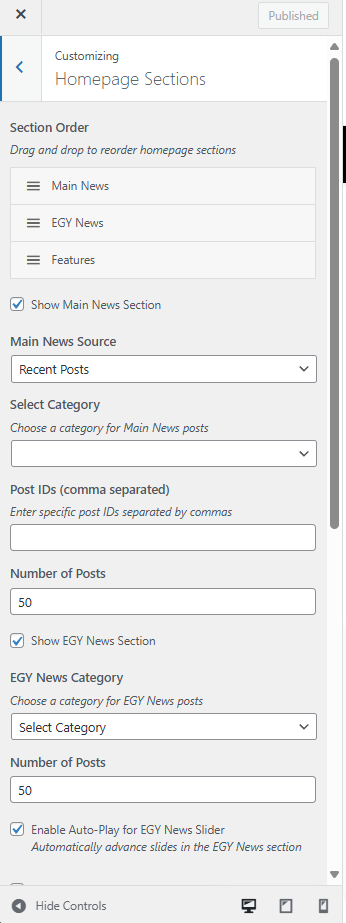 Published
Customizing
Homepage Sections
Section Order
Drag and drop to reorder homepage sections
Main News
EGY News
Features
Show Main News Section
Main News Source
Recent Posts
Select Category
Choose a category for Main News posts
Post IDs (comma separated)
Enter specific post IDs separated by commas
Number of Posts
50
Show EGY News Section
EGY News Category
Choose a category for EGY News posts
Select Category
Number of Posts
50
Enable Auto-Play for EGY News Slider
Automatically advance slides in the EGY News section
Hide Controls